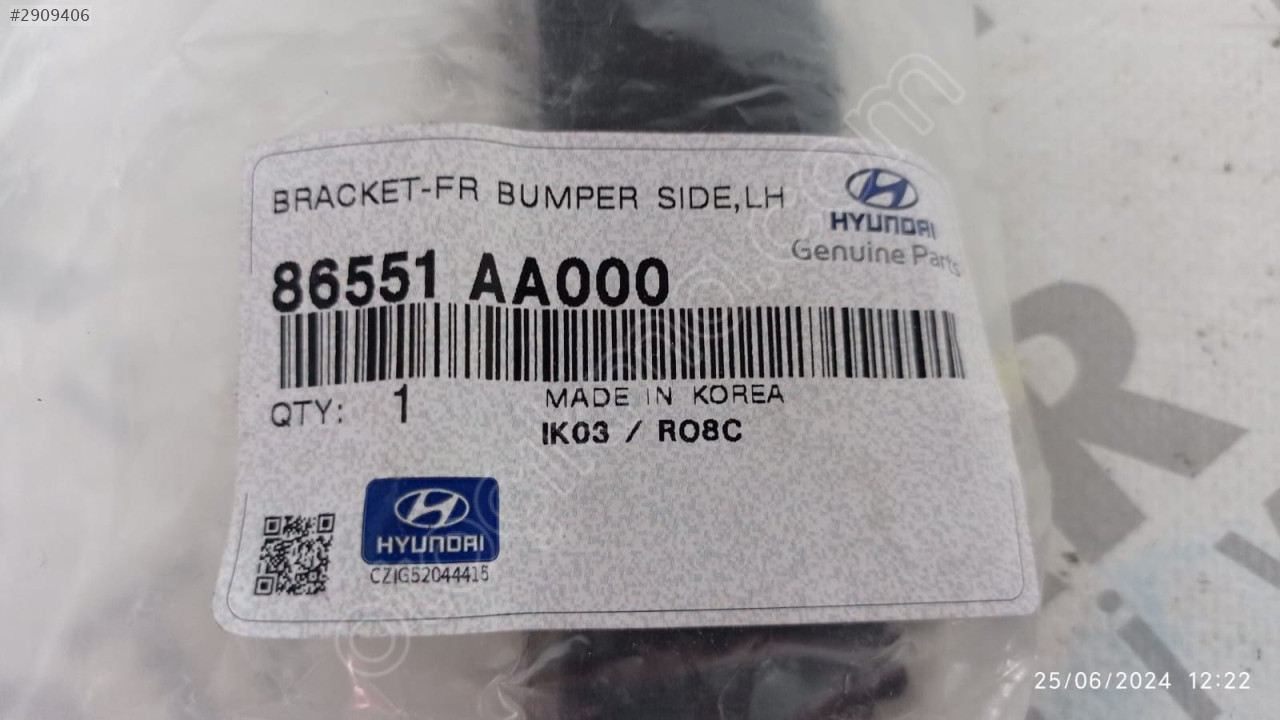 #2909406
BRACKET-FR BUMPER SIDE,LH
HYUNDAI
Genuine Parts
86551 AA000
QTY: 1
MADE IN KOREA
IK03 / R08C
HYUNDAI
CZIG52044415
25/06/2024 12:22